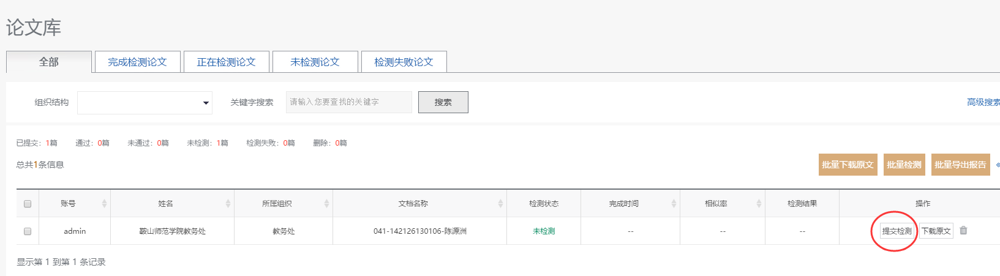 论文库
全部 完成检测论文 正在检测论文 未检测论文 检测失败论文
组织结构 关键字搜索 请输入您要查找的关键字 搜索 高级搜索
已提交：1篇 通过：0篇 未通过：0篇 未检测：1篇 检测失败：0篇 删除：0篇
总共1条信息 批量下载原文 批量检测 批量导出报告 «
账号 姓名 所属组织 文档名称 检测状态 完成时间 相似率 检测结果 操作
admin 鞍山师范学院教务处 教务处 041-142126130106-陈源洲 未检测 -- -- -- 提交检测 下载原文
显示第 1 到第 1 条记录